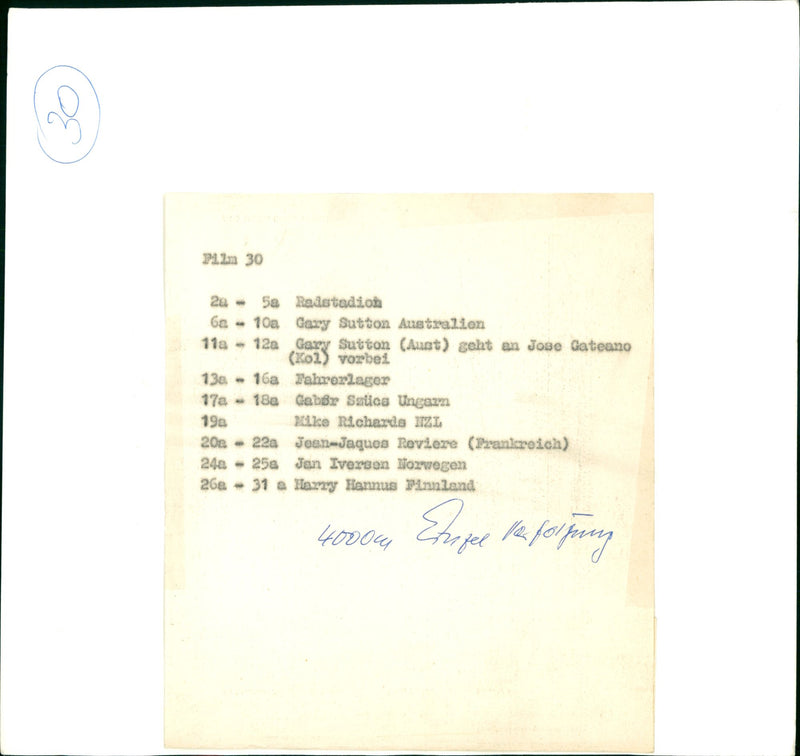 30
Film 30
2a - 5a Radstadion
6a - 10a Gary Sutton Australien
11a - 12a Gary Sutton (Aust) geht an Jose Gateano
(Kol) vorbei
13a - 16a Fahrerlager
17a - 18a Gabór Szücs Ungarn
19a Mike Richards NZL
20a - 22a Jean-Jaques Reviere (Frankreich)
24a - 25a Jan Iversen Norwegen
26a - 31 a Harry Hannus Finnland
4000m Einzel Verfolgung